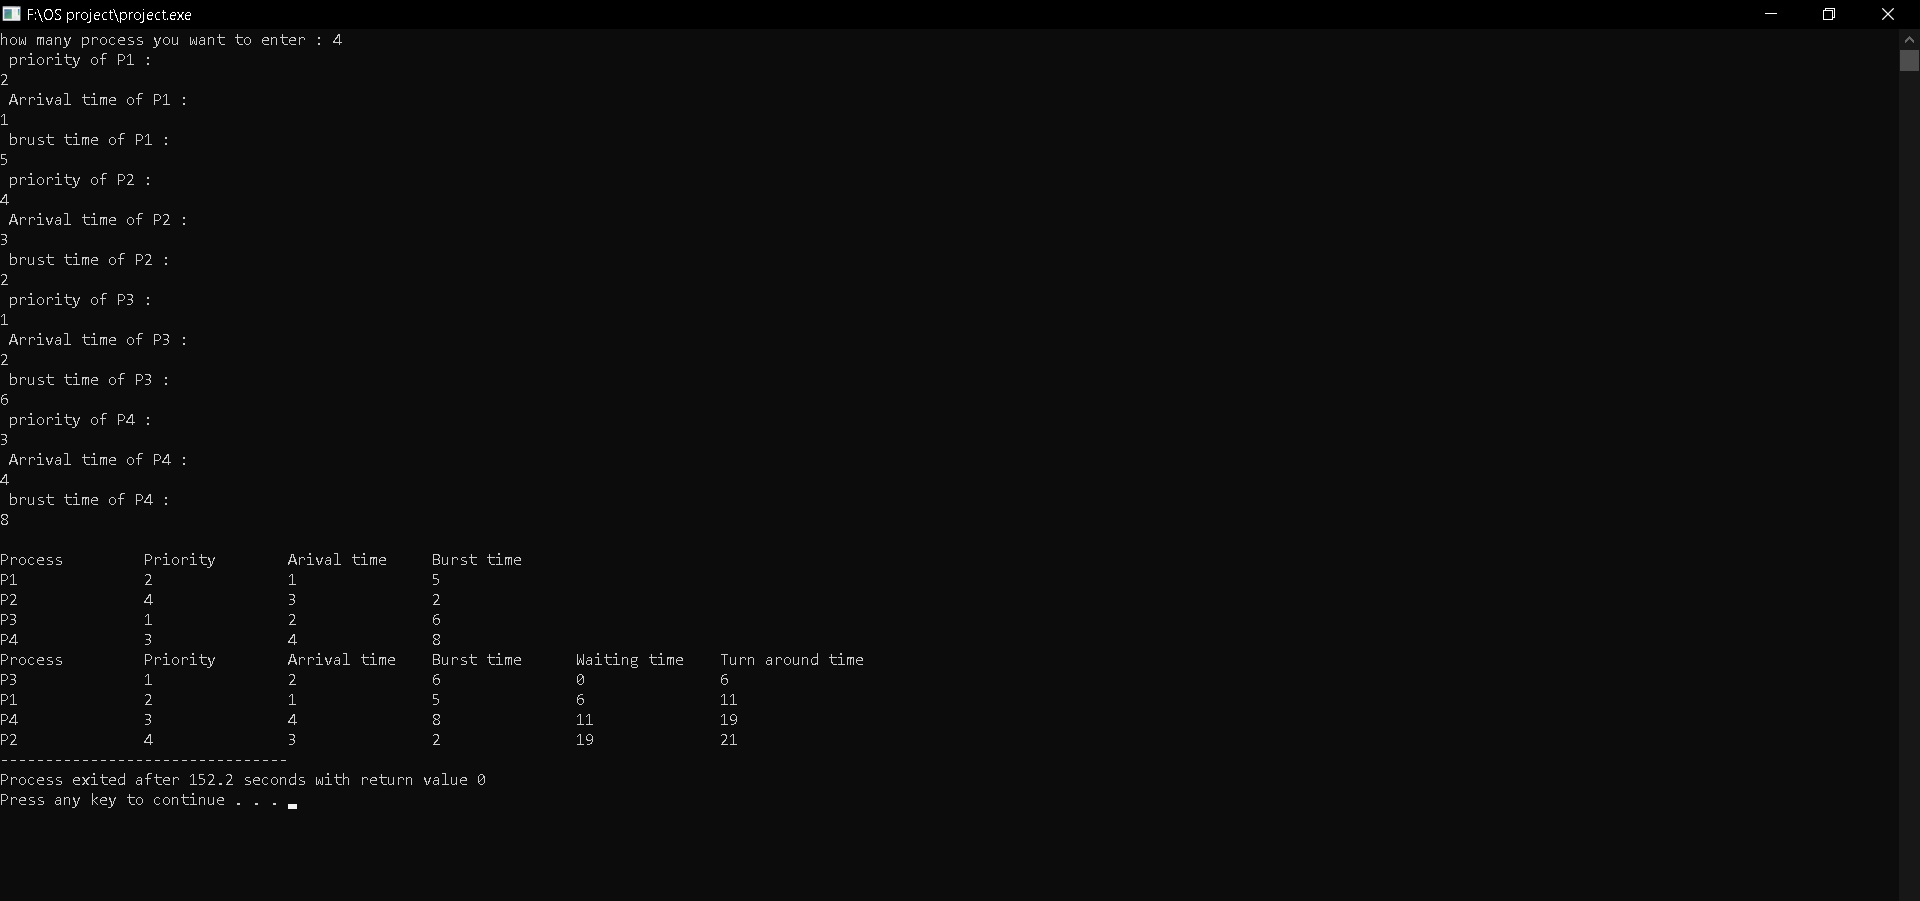 F:\OS project\project.exe
how many process you want to enter : 4
priority of P1 :
2
Arrival time of P1 :
1
brust time of P1 :
5
priority of P2 :
4
Arrival time of P2 :
3
brust time of P2 :
2
priority of P3 :
1
Arrival time of P3 :
2
brust time of P3 :
6
priority of P4 :
3
Arrival time of P4 :
4
brust time of P4 :
8
Process Priority Arival time Burst time
P1 2 1 5
P2 4 3 2
P3 1 2 6
P4 3 4 8
Process Priority Arrival time Burst time Waiting time Turn around time
P3 1 2 6 0 6
P1 2 1 5 6 11
P4 3 4 8 11 19
P2 4 3 2 19 21
--------------------------------
Process exited after 152.2 seconds with return value 0
Press any key to continue . . .